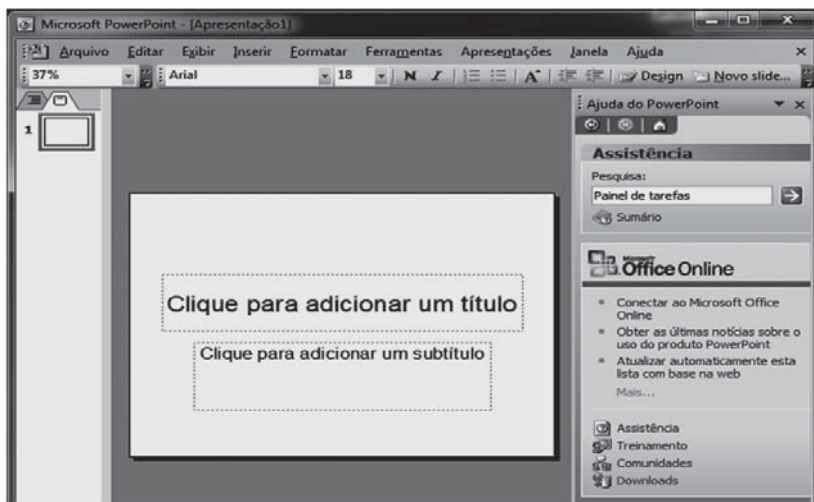 Microsoft PowerPoint - [Apresentação1]
Arquivo Editar Exibir Inserir Formatar Ferramentas Apresentações Janela Ajuda
37% Arial 18 N I A Design Novo slide...
1
Ajuda do PowerPoint
Assistência
Pesquisa:
Painel de tarefas
Sumário
Microsoft
Office Online
Conectar ao Microsoft Office
Online
Obter as últimas notícias sobre o
uso do produto PowerPoint
Atualizar automaticamente esta
lista com base na web
Mais...
Assistência
Treinamento
Comunidades
Downloads
Clique para adicionar um título
Clique para adicionar um subtítulo